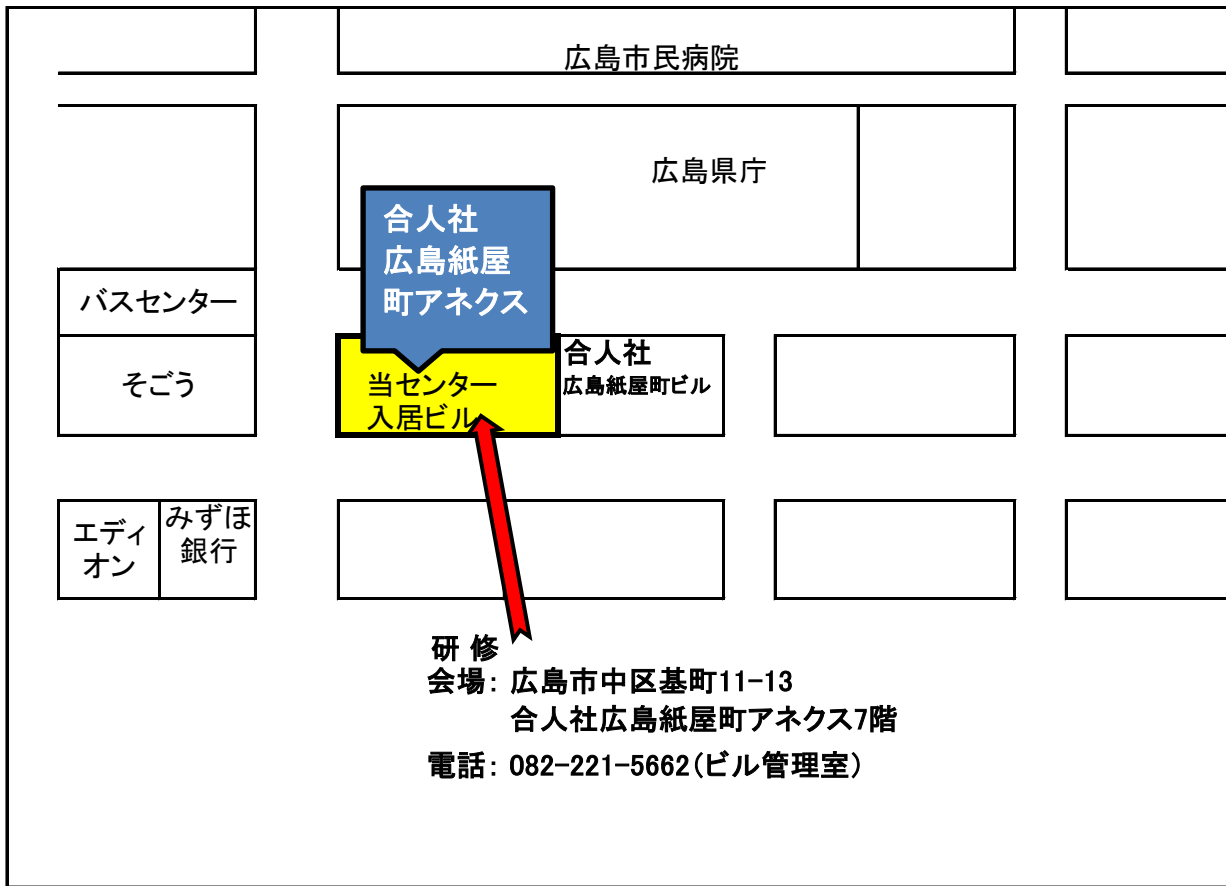 広島市民病院
広島県庁
合人社
広島紙屋
町アネクス
バスセンター
そごう
当センター
入居ビル
合人社
広島紙屋町ビル
エディ
オン
みずほ
銀行
研 修
会場: 広島市中区基町11-13
合人社広島紙屋町アネクス7階
電話: 082-221-5662(ビル管理室)